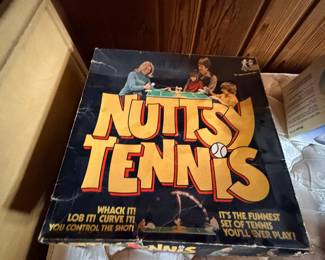 NUTTSY
TENNIS
WHACK IT!
LOB IT! CURVE IT!
YOU CONTROL THE SHOT!
IT'S THE FUNNEST
SET OF TENNIS
YOU'LL EVER PLAY!
TENNIS